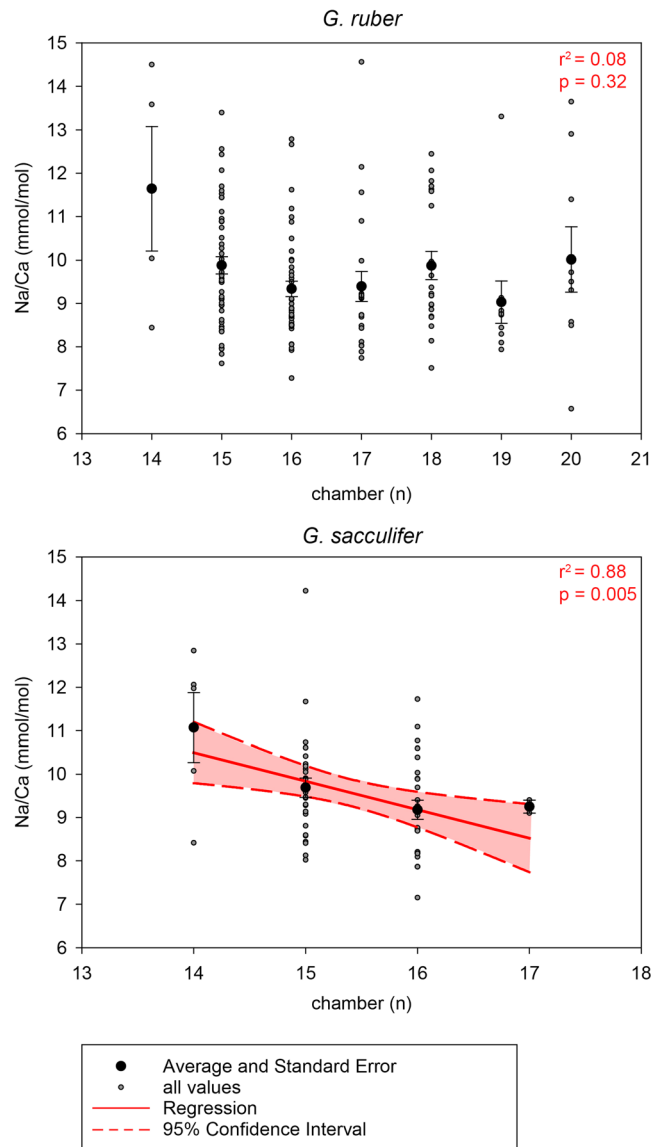 G. ruber
r² = 0.08
p = 0.32
15
14
13
12
11
10
9
8
7
6
Na/Ca (mmol/mol)
13 14 15 16 17 18 19 20 21
chamber (n)
G. sacculifer
r² = 0.88
p = 0.005
15
14
13
12
11
10
9
8
7
6
Na/Ca (mmol/mol)
13 14 15 16 17 18
chamber (n)
Average and Standard Error
all values
Regression
95% Confidence Interval